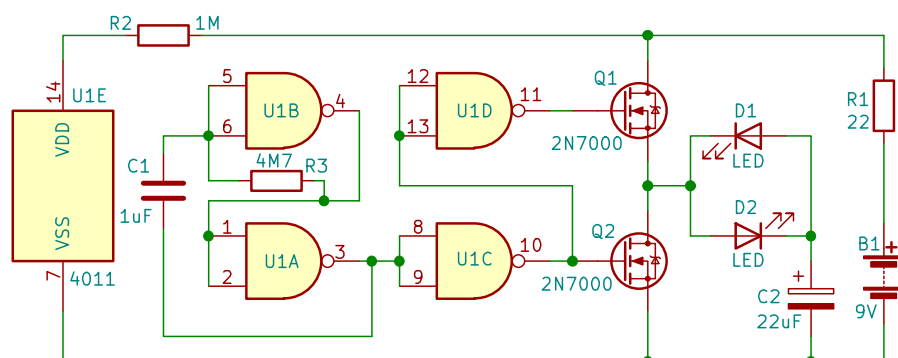 R2 1M
14 U1E
VDD
VSS
7 4011
C1
1uF
5
6
U1B
4
4M7 R3
1
2
U1A
3
12
13
U1D
11
8
9
U1C
10
Q1
2N7000
Q2
2N7000
D1
LED
D2
LED
+
C2
22uF
R1
22
B1 +
9V